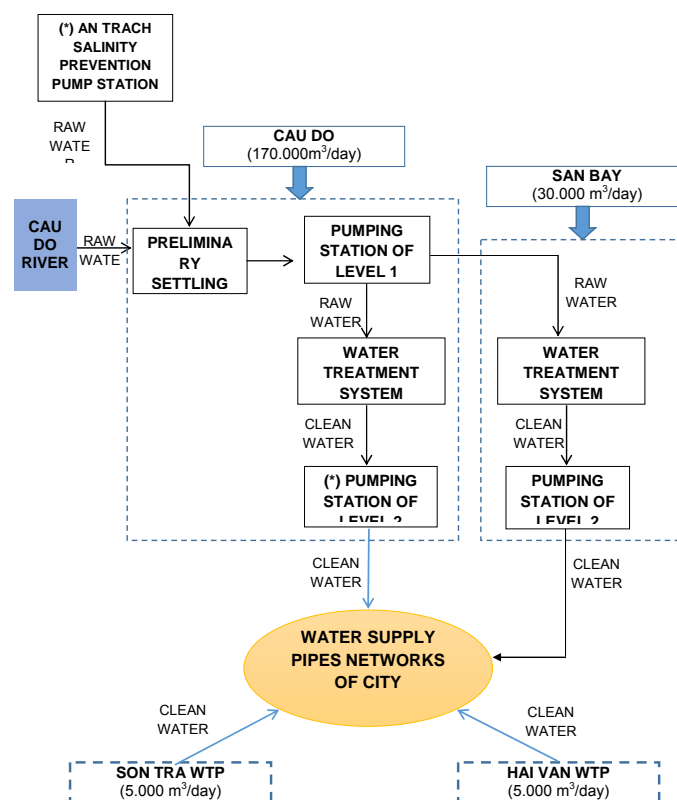 (*) AN TRACH
SALINITY
PREVENTION
PUMP STATION
RAW
WATE
CAU DO
(170.000m³/day)
SAN BAY
(30.000 m³/day)
CAU
DO
RIVER
RAW
WATE
PRELIMINA
RY
SETTLING
PUMPING
STATION OF
LEVEL 1
RAW
WATER
RAW
WATER
WATER
TREATMENT
SYSTEM
WATER
TREATMENT
SYSTEM
CLEAN
WATER
CLEAN
WATER
(*) PUMPING
STATION OF
LEVEL 2
PUMPING
STATION OF
LEVEL 2
CLEAN
WATER
CLEAN
WATER
WATER SUPPLY
PIPES NETWORKS
OF CITY
CLEAN
WATER
CLEAN
WATER
SON TRA WTP
(5.000 m³/day)
HAI VAN WTP
(5.000 m³/day)